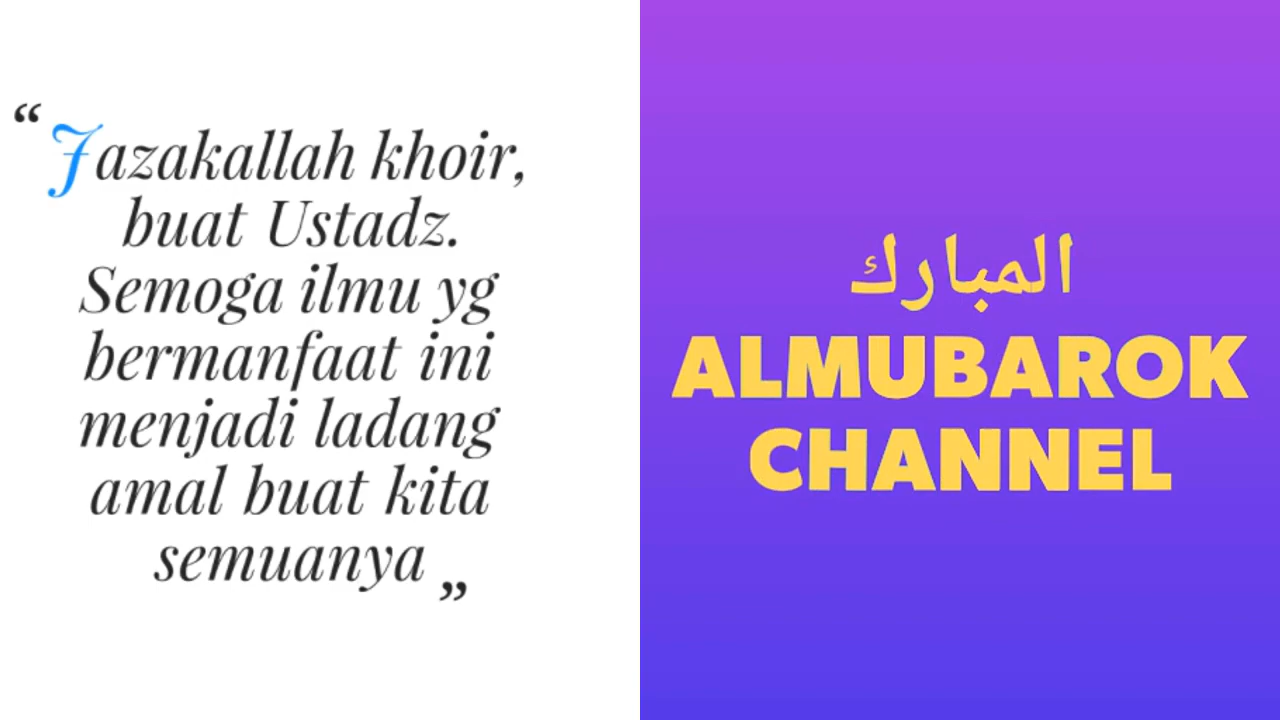 “Jazakallah khoir,
buat Ustadz.
Semoga ilmu yg
bermanfaat ini
menjadi ladang
amal buat kita
semuanya”
المبارك
ALMUBAROK
CHANNEL